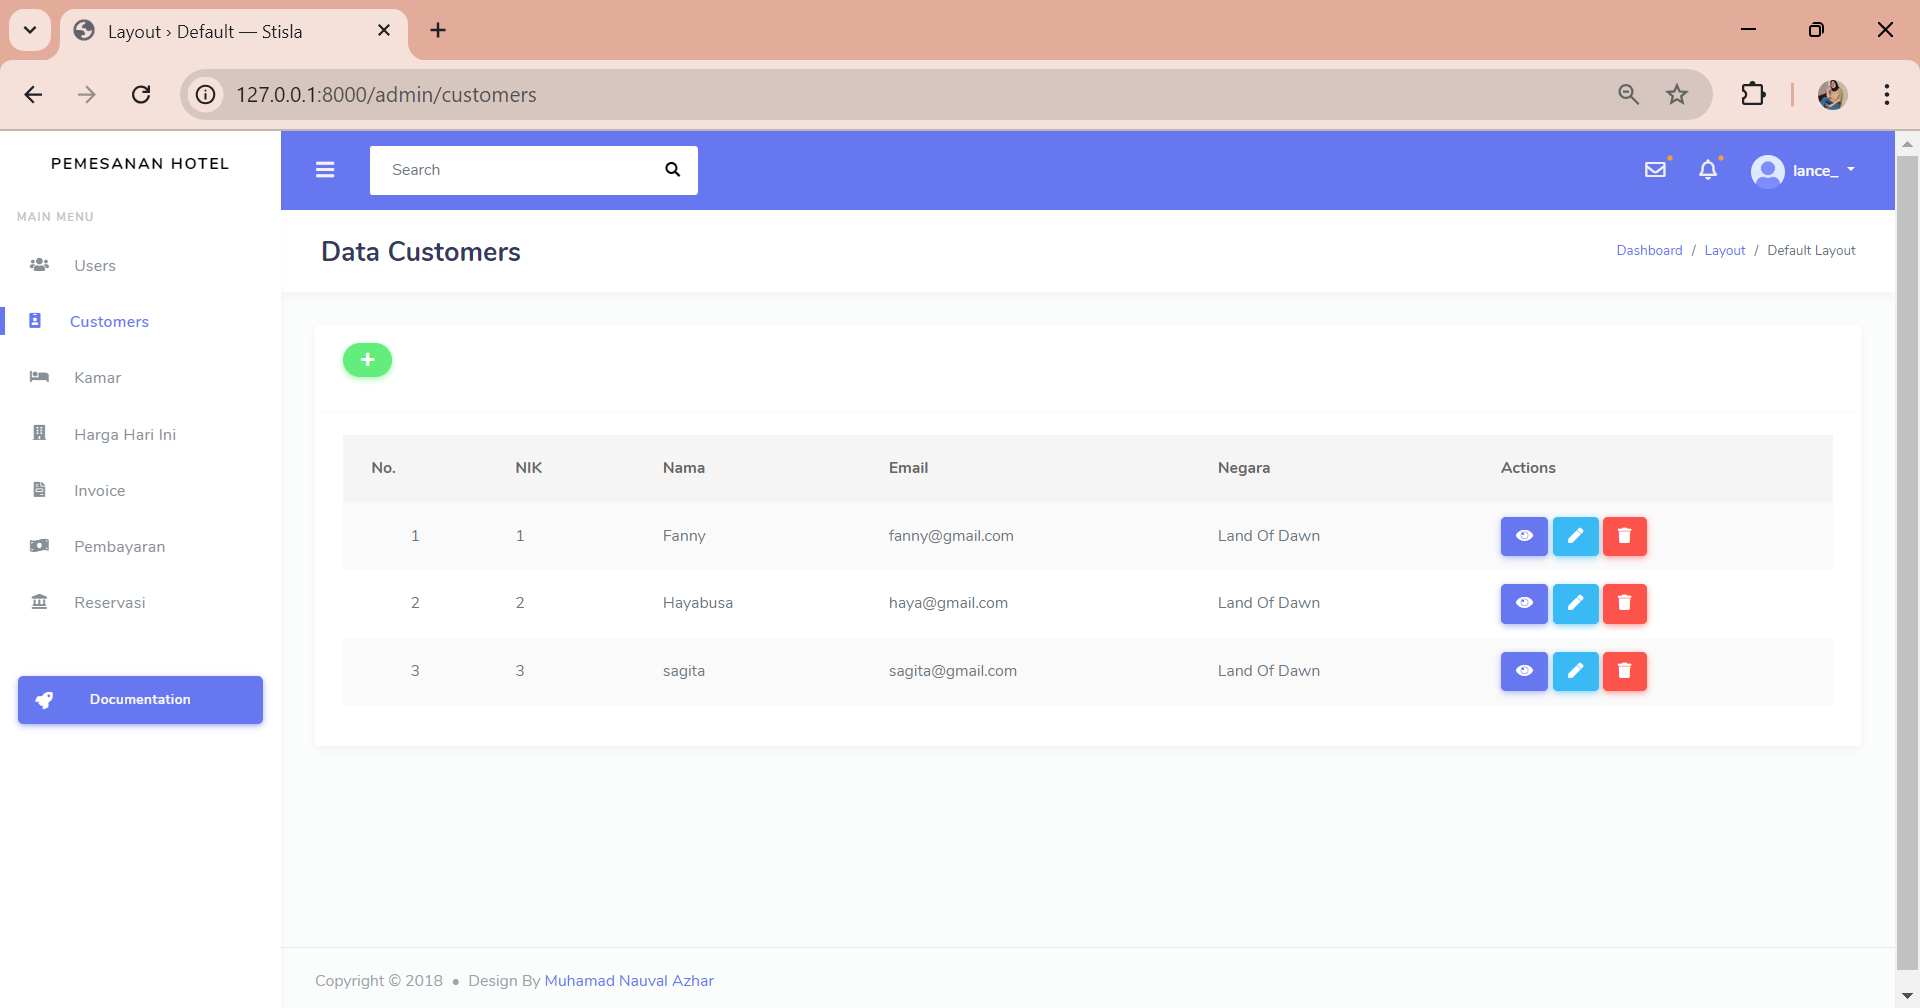 Layout › Default — Stisla
127.0.0.1:8000/admin/customers
PEMESANAN HOTEL
Search
lance_
MAIN MENU
Users
Customers
Kamar
Harga Hari Ini
Invoice
Pembayaran
Reservasi
Documentation
Data Customers
Dashboard / Layout / Default Layout
No. NIK Nama Email Negara Actions
1 1 Fanny fanny@gmail.com Land Of Dawn
2 2 Hayabusa haya@gmail.com Land Of Dawn
3 3 sagita sagita@gmail.com Land Of Dawn
Copyright © 2018 • Design By Muhamad Nauval Azhar